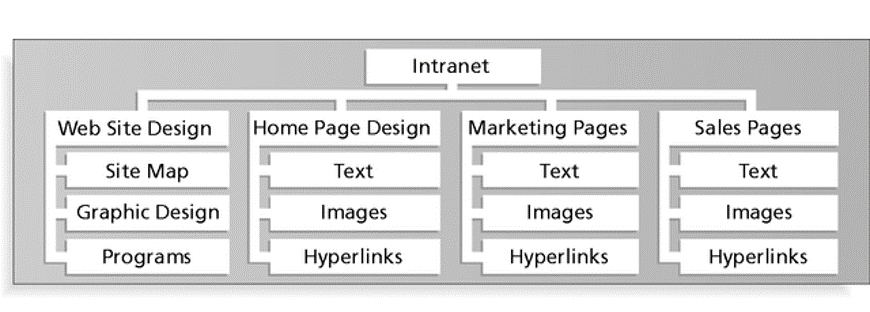 Intranet
Web Site Design
Home Page Design
Marketing Pages
Sales Pages
Site Map
Text
Text
Text
Graphic Design
Images
Images
Images
Programs
Hyperlinks
Hyperlinks
Hyperlinks